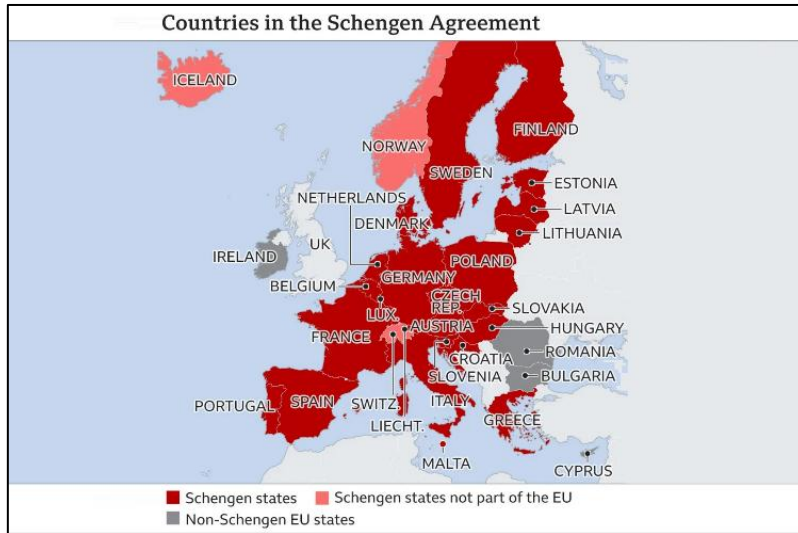 Countries in the Schengen Agreement
ICELAND
FINLAND
NORWAY
SWEDEN
ESTONIA
NETHERLANDS
LATVIA
DENMARK
LITHUANIA
UK
IRELAND
POLAND
GERMANY
BELGIUM
CZECH
REP.
SLOVAKIA
LUX.
AUSTRIA
HUNGARY
FRANCE
CROATIA
ROMANIA
SLOVENIA
BULGARIA
PORTUGAL
SPAIN
SWITZ.
ITALY
LIECHT.
GREECE
MALTA
CYPRUS
Schengen states
Schengen states not part of the EU
Non-Schengen EU states